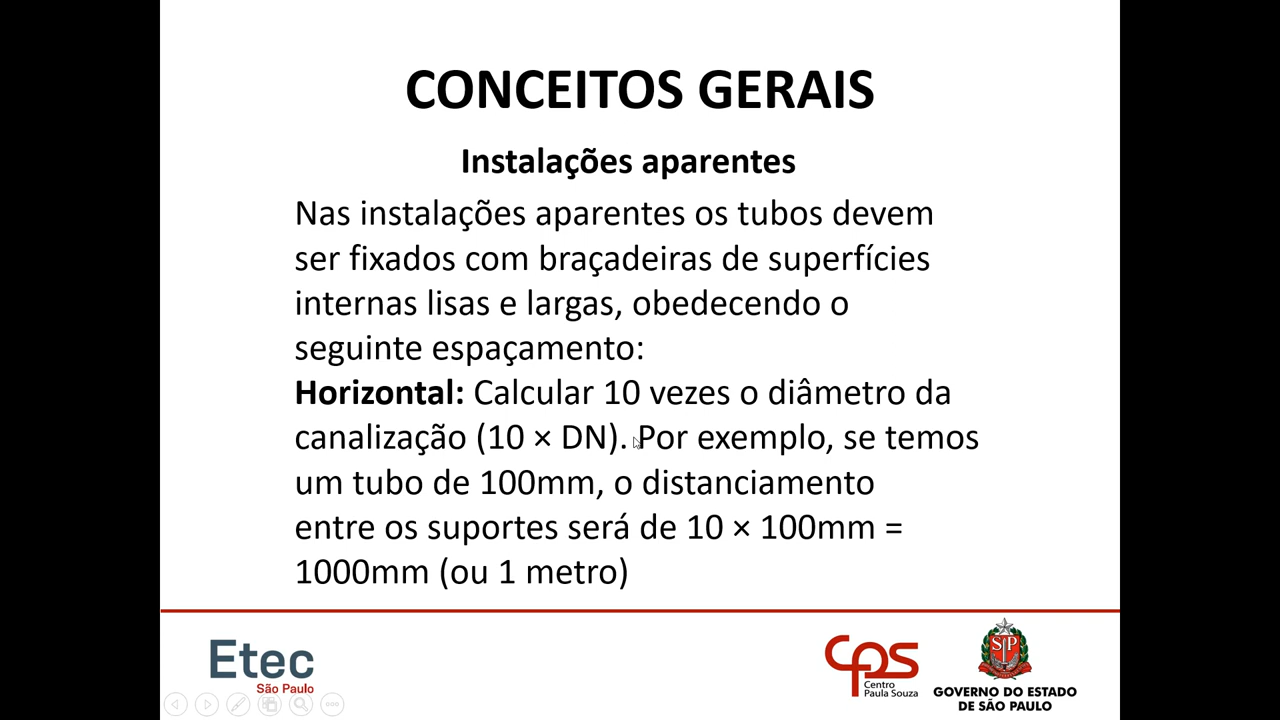 CONCEITOS GERAIS
Instalações aparentes
Nas instalações aparentes os tubos devem
ser fixados com braçadeiras de superfícies
internas lisas e largas, obedecendo o
seguinte espaçamento:
Horizontal: Calcular 10 vezes o diâmetro da
canalização (10 × DN). Por exemplo, se temos
um tubo de 100mm, o distanciamento
entre os suportes será de 10 × 100mm =
1000mm (ou 1 metro)
Etec
São Paulo
cps
Centro
Paula Souza
SP
GOVERNO DO ESTADO
DE SÃO PAULO